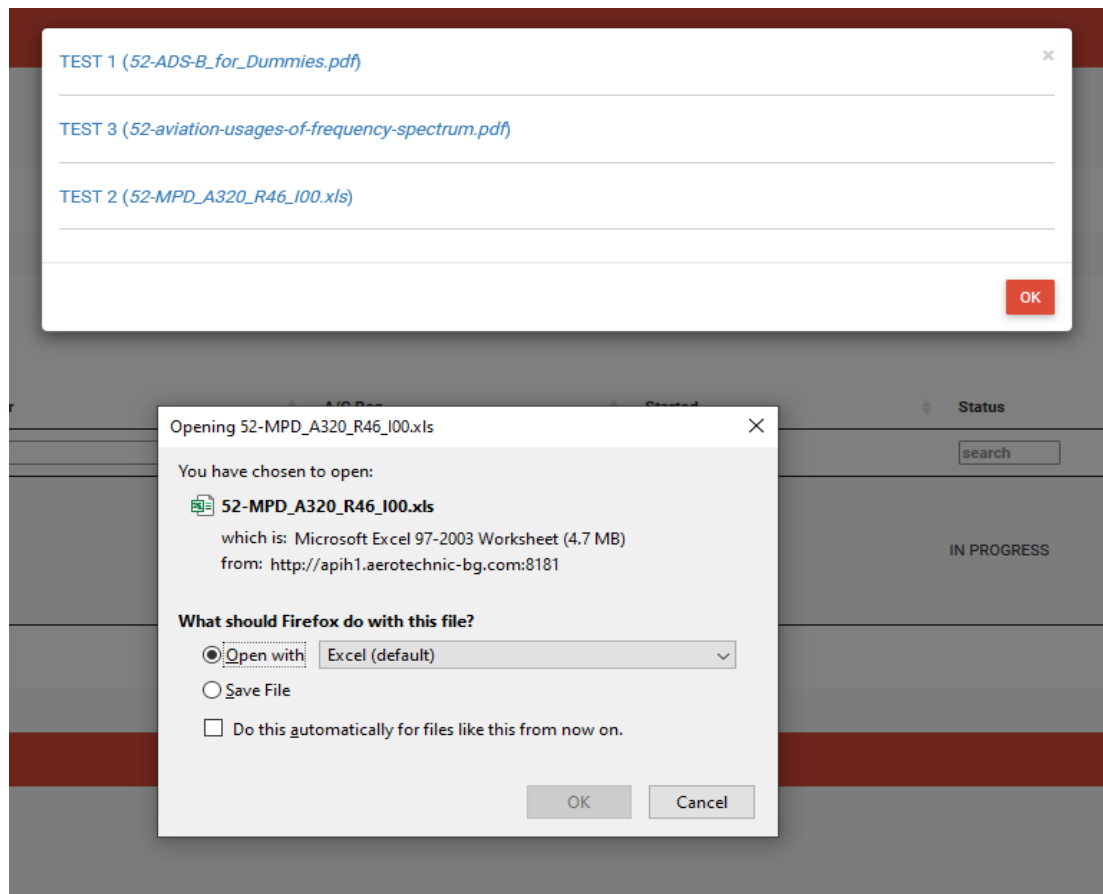 TEST 1 (52-ADS-B_for_Dummies.pdf)
×
TEST 3 (52-aviation-usages-of-frequency-spectrum.pdf)
TEST 2 (52-MPD_A320_R46_I00.xls)
OK
A/C Reg
Started
Status
search
IN PROGRESS
Opening 52-MPD_A320_R46_I00.xls
You have chosen to open:
52-MPD_A320_R46_I00.xls
which is: Microsoft Excel 97-2003 Worksheet (4.7 MB)
from: http://apih1.aerotechnic-bg.com:8181
What should Firefox do with this file?
Open with
Excel (default)
Save File
Do this automatically for files like this from now on.
OK
Cancel